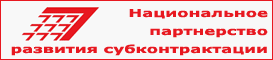 Национальное
партнерство
развития субконтрактации